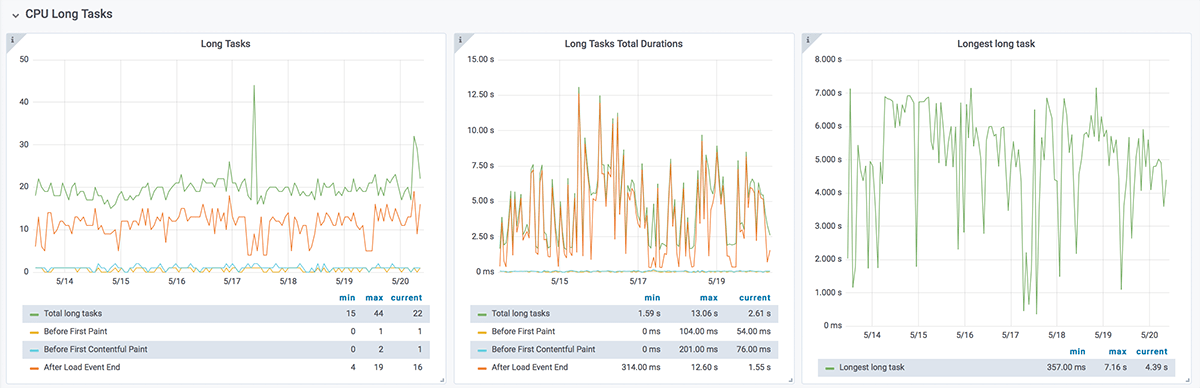 CPU Long Tasks
i
Long Tasks
50
40
30
20
10
0
5/14 5/15 5/16 5/17 5/18 5/19 5/20
min max current
Total long tasks 15 44 22
Before First Paint 0 1 1
Before First Contentful Paint 0 2 1
After Load Event End 4 19 16
i
Long Tasks Total Durations
15.00 s
12.50 s
10.00 s
7.50 s
5.00 s
2.50 s
0 ms
5/15 5/16 5/17 5/18 5/19
min max current
Total long tasks 1.59 s 13.06 s 2.61 s
Before First Paint 0 ms 104.00 ms 54.00 ms
Before First Contentful Paint 0 ms 201.00 ms 76.00 ms
After Load Event End 314.00 ms 12.60 s 1.55 s
i
Longest long task
8.000 s
7.000 s
6.000 s
5.000 s
4.000 s
3.000 s
2.000 s
1.000 s
0 ms
5/14 5/15 5/16 5/17 5/18 5/19 5/20
min max current
Longest long task 357.00 ms 7.16 s 4.39 s